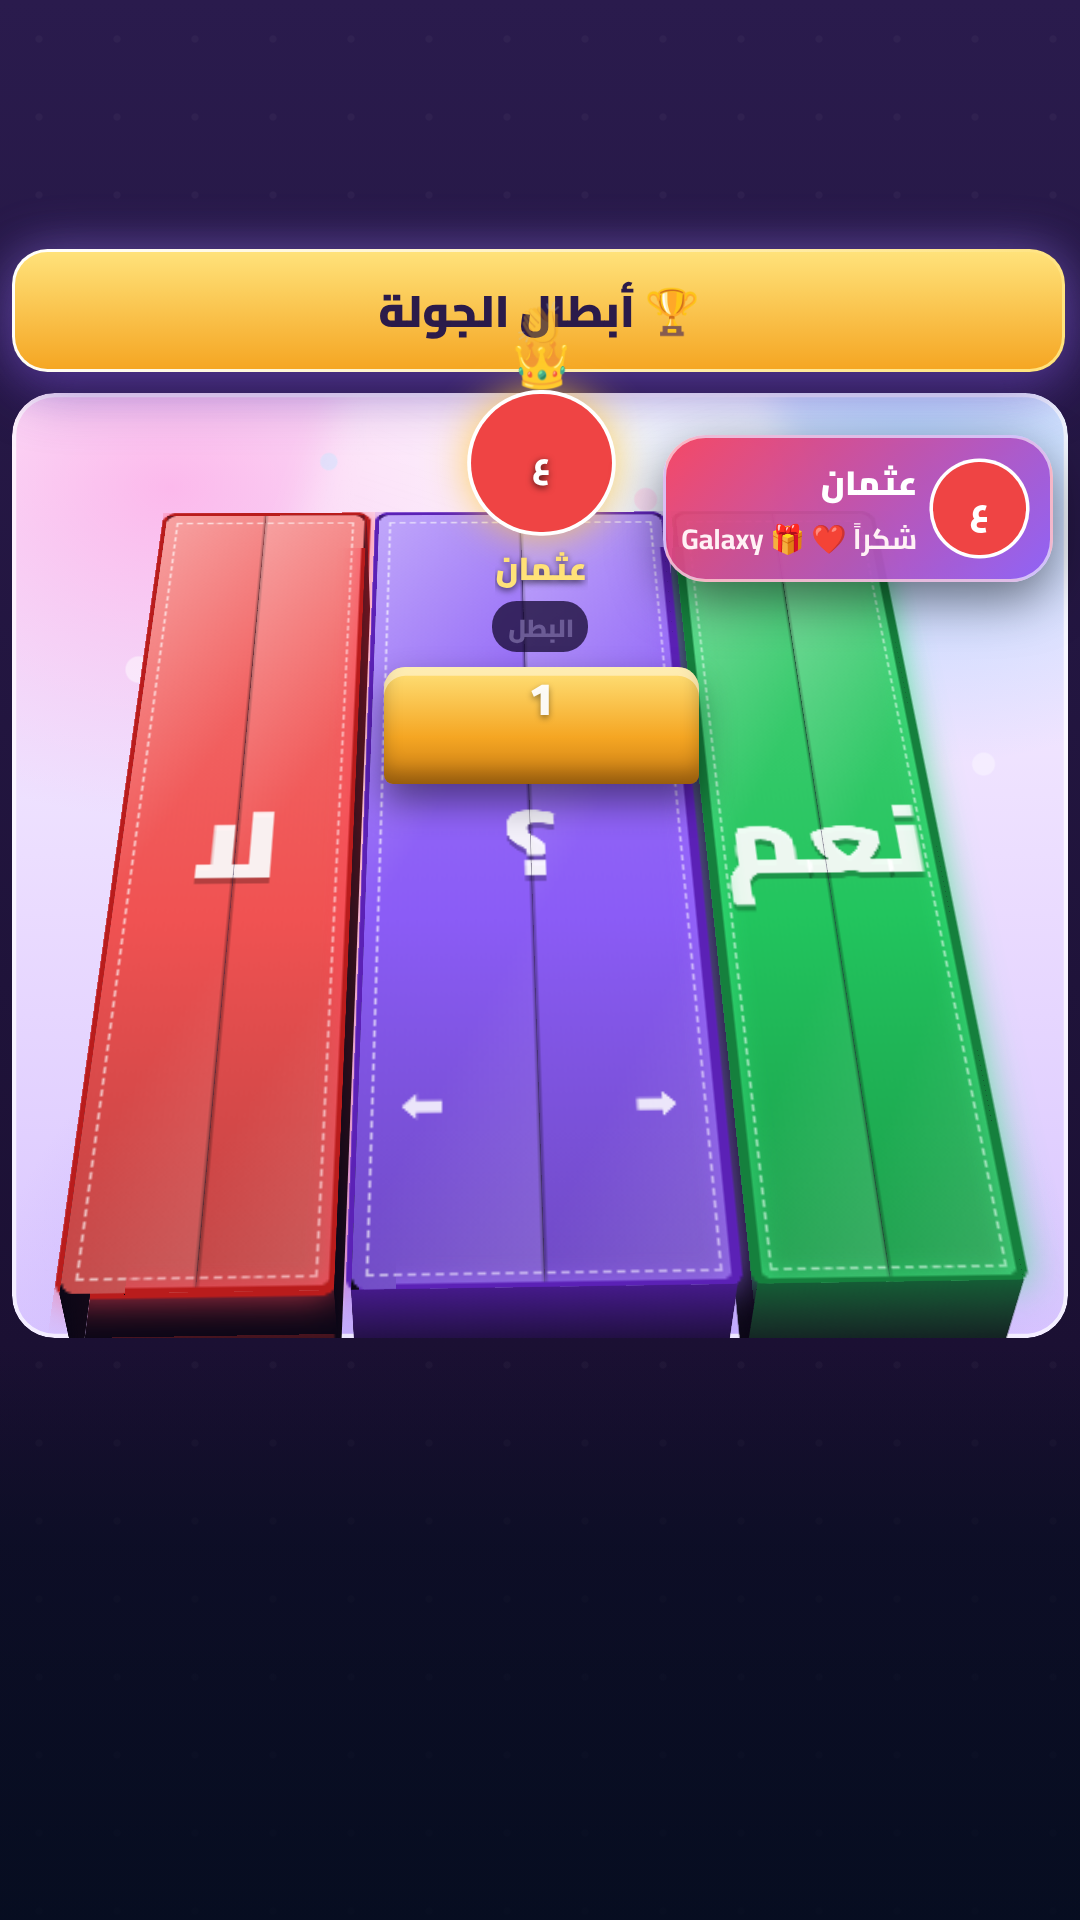 🏆 أبطال الجولة
👑
ع
عثمان
البطل
1
ع
عثمان
شكراً ❤️ 🎁 Galaxy
نعم
؟
لا
⬅ ➡